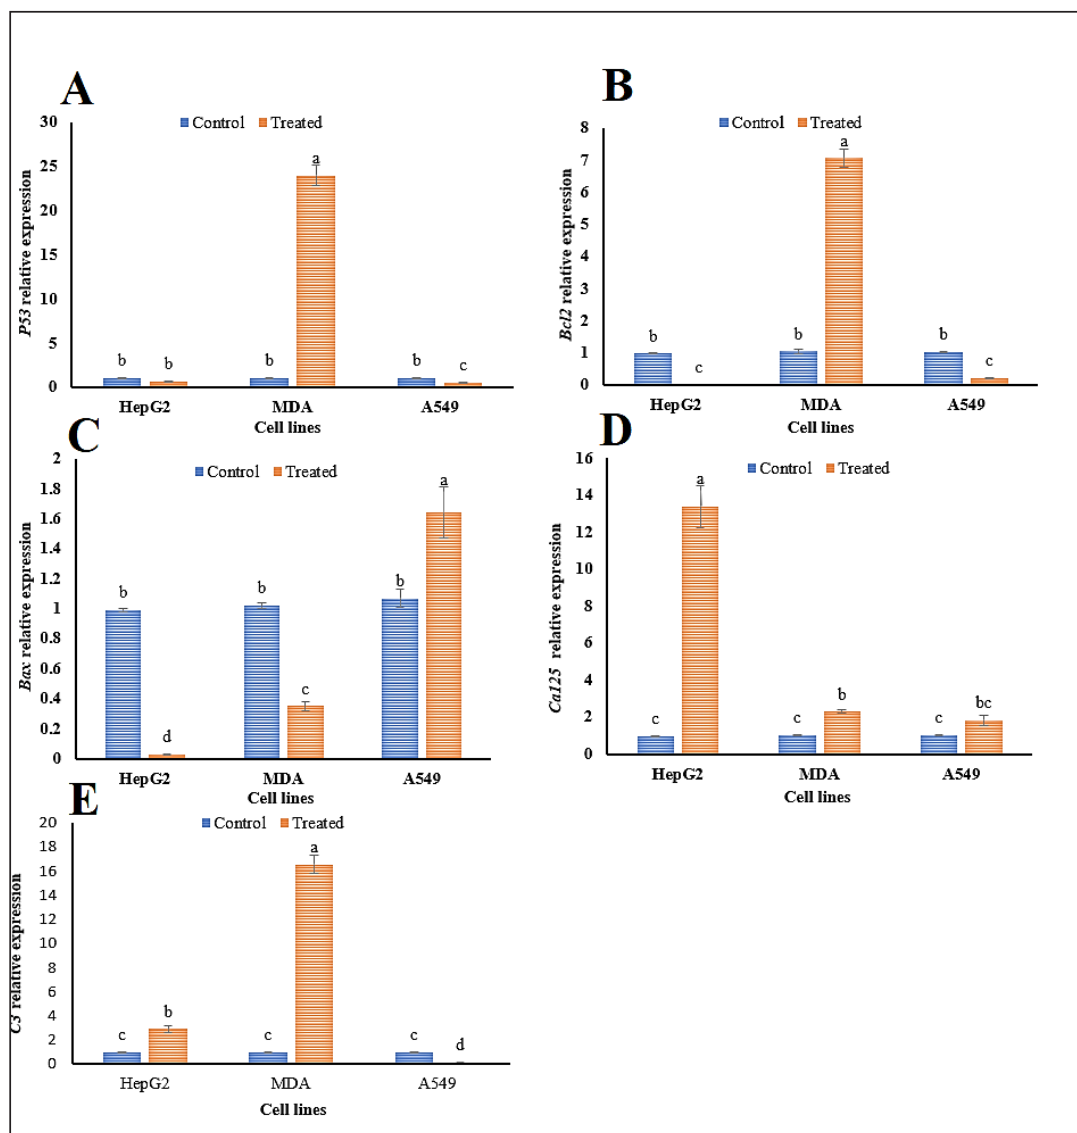 A
Control Treated
P53 relative expression
30
25
20
15
10
5
0
a
b b b b c
HepG2 MDA A549
Cell lines
B
Control Treated
Bcl2 relative expression
8
7
6
5
4
3
2
1
0
a
b c b b c
HepG2 MDA A549
Cell lines
C
Control Treated
Bax relative expression
2
1.8
1.6
1.4
1.2
1
0.8
0.6
0.4
0.2
0
a
b d b c b
HepG2 MDA A549
Cell lines
D
Control Treated
Ca125 relative expression
16
14
12
10
8
6
4
2
0
a
c c b c bc
HepG2 MDA A549
Cell lines
E
Control Treated
C3 relative expression
20
18
16
14
12
10
8
6
4
2
0
a
c b c c d
HepG2 MDA A549
Cell lines